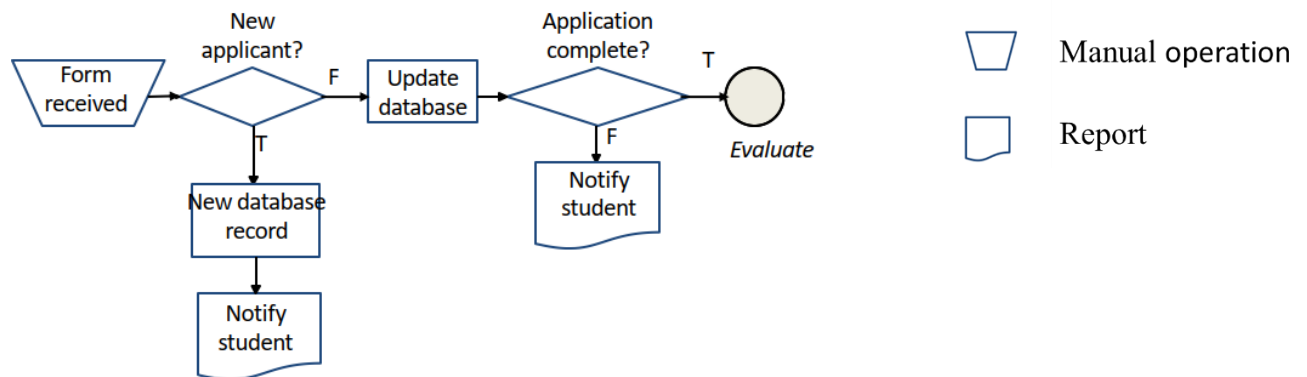 New
applicant?
Application
complete?
Form
received
F
Update
database
T
Evaluate
T
F
New database
record
Notify
student
Notify
student
Manual operation
Report